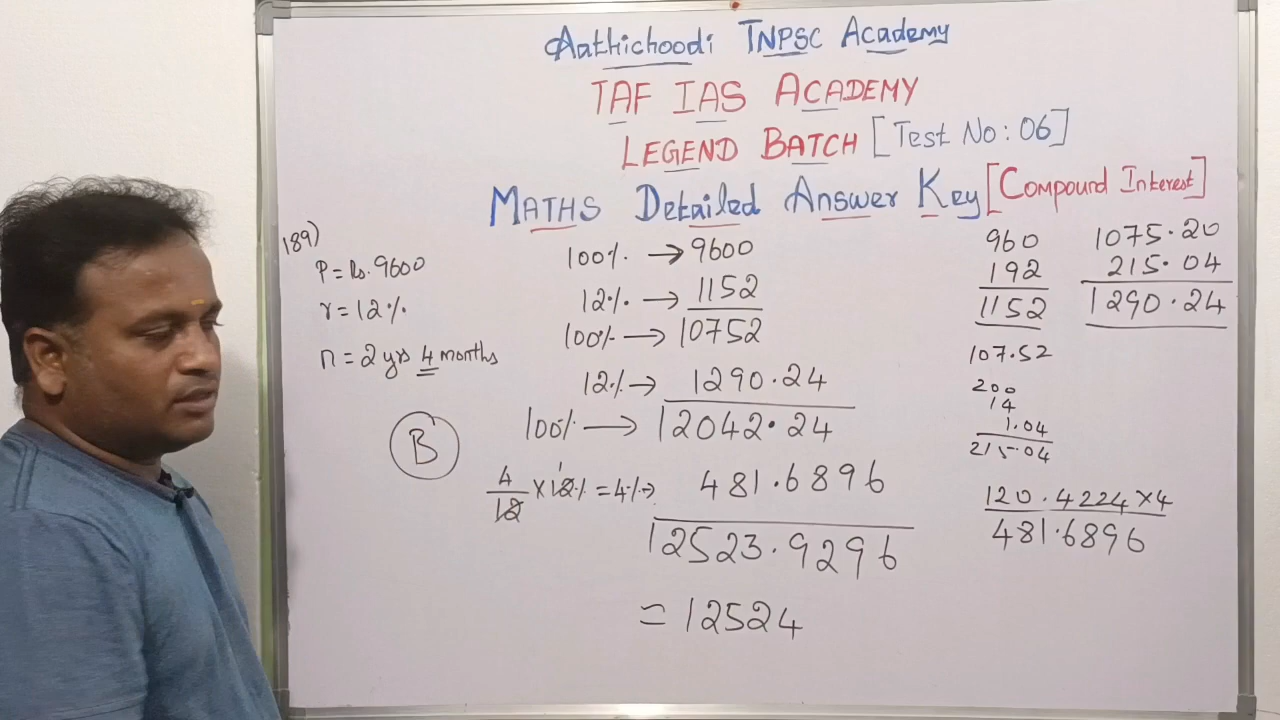 Aathichoodi TNPSC Academy
TAF IAS ACADEMY
LEGEND BATCH [Test No: 06]
MATHS Detailed Answer Key [Compound Interest]
189)
P = Rs. 9600
r = 12%
n = 2 yrs 4 months
B
100% → 9600
12% → 1152
100% → 10752
12% → 1290.24
100% → 12042.24
4/12 × 12% = 4% → 481.6896
1
12523.9296
= 12524
960
192
1152
107.52
200
14
1.04
215.04
120.4224 × 4
481.6896
1075.20
215.04
1290.24